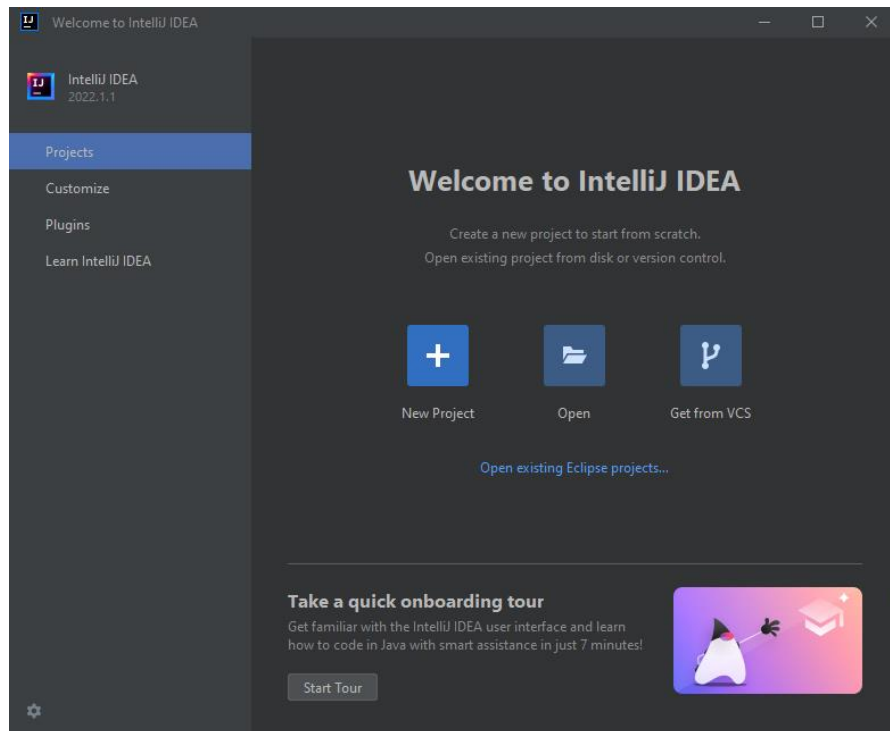 Welcome to IntelliJ IDEA
IntelliJ IDEA
2022.1.1
Projects
Customize
Plugins
Learn IntelliJ IDEA
Welcome to IntelliJ IDEA
Create a new project to start from scratch.
Open existing project from disk or version control.
New Project
Open
Get from VCS
Open existing Eclipse projects...
Take a quick onboarding tour
Get familiar with the IntelliJ IDEA user interface and learn
how to code in Java with smart assistance in just 7 minutes!
Start Tour